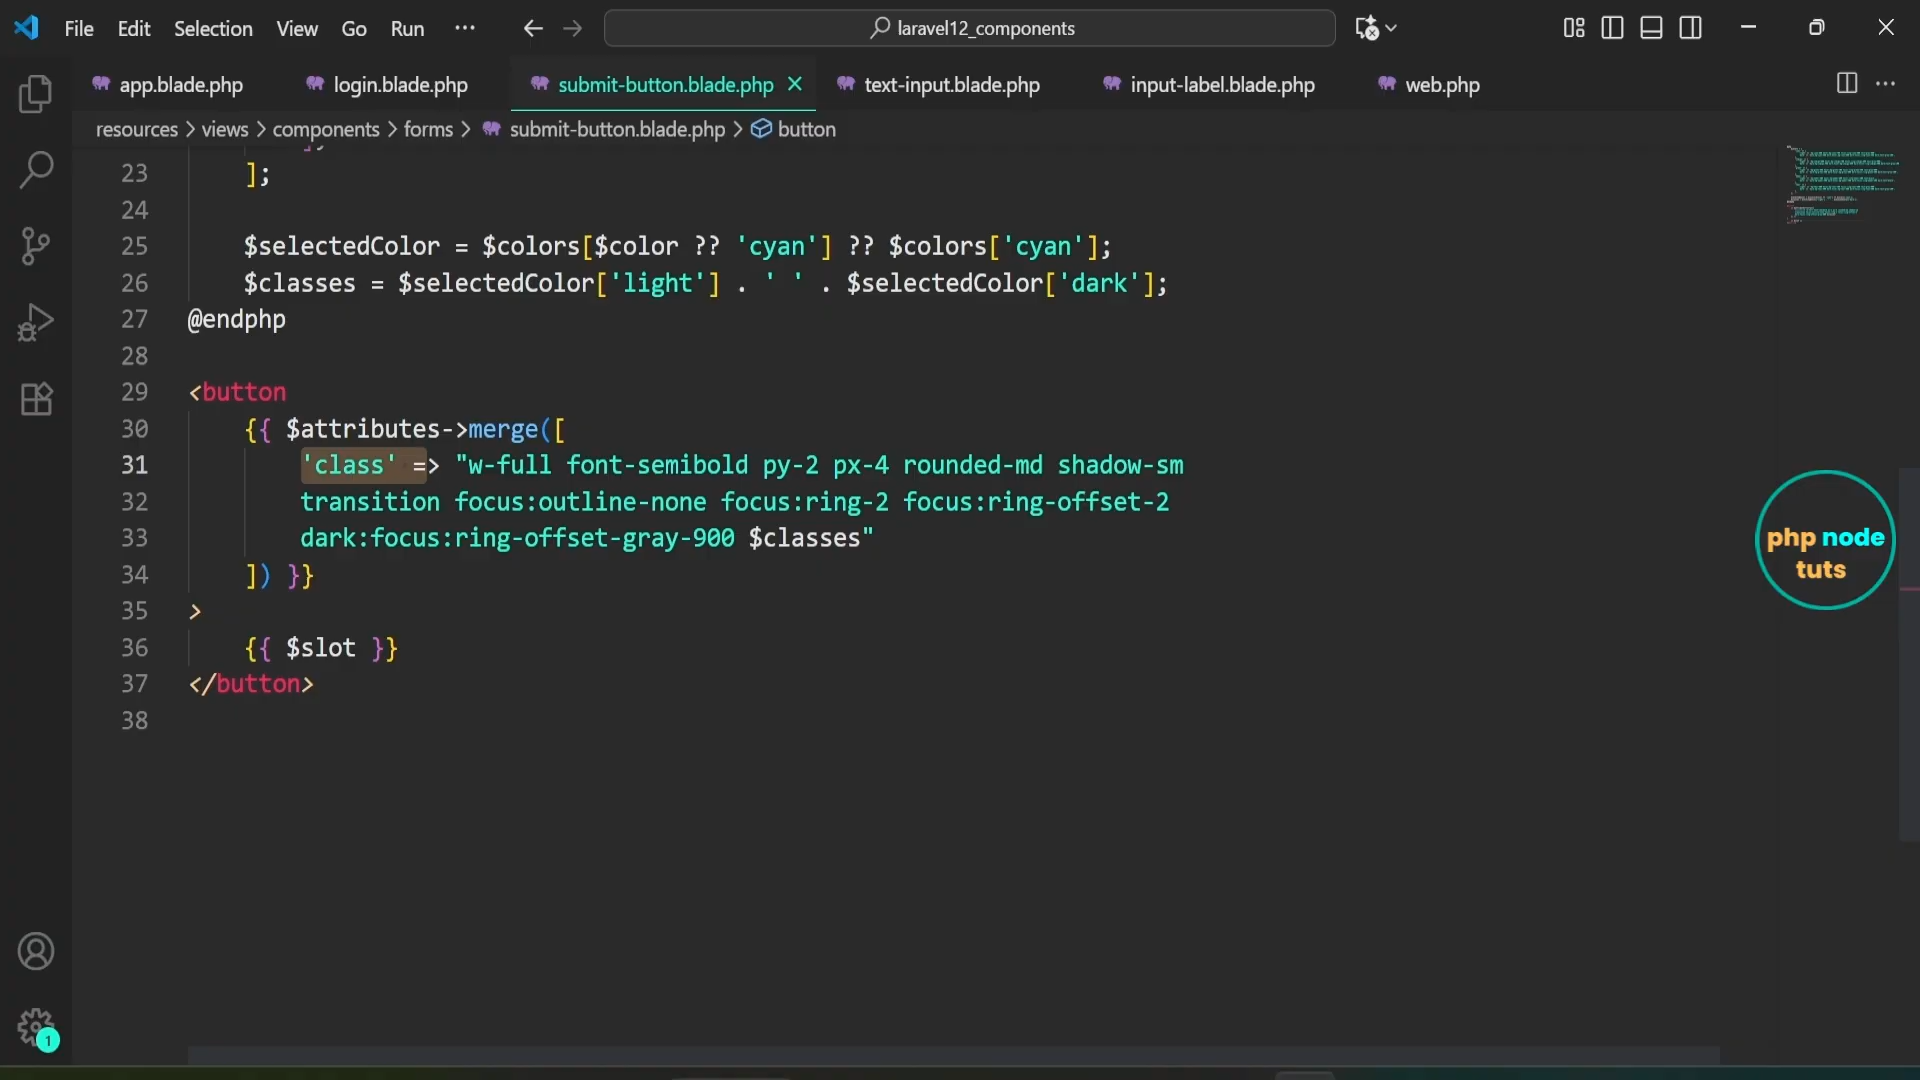 File Edit Selection View Go Run ··· laravel12_components
app.blade.php login.blade.php submit-button.blade.php text-input.blade.php input-label.blade.php web.php
resources > views > components > forms > submit-button.blade.php > button
23 ];
24
25 $selectedColor = $colors[$color ?? 'cyan'] ?? $colors['cyan'];
26 $classes = $selectedColor['light'] . ' ' . $selectedColor['dark'];
27 @endphp
28
29 <button
30 {{ $attributes->merge([
31 'class' => "w-full font-semibold py-2 px-4 rounded-md shadow-sm
32 transition focus:outline-none focus:ring-2 focus:ring-offset-2
33 dark:focus:ring-offset-gray-900 $classes"
34 ]) }}
35 >
36 {{ $slot }}
37 </button>
38
php node
tuts
1